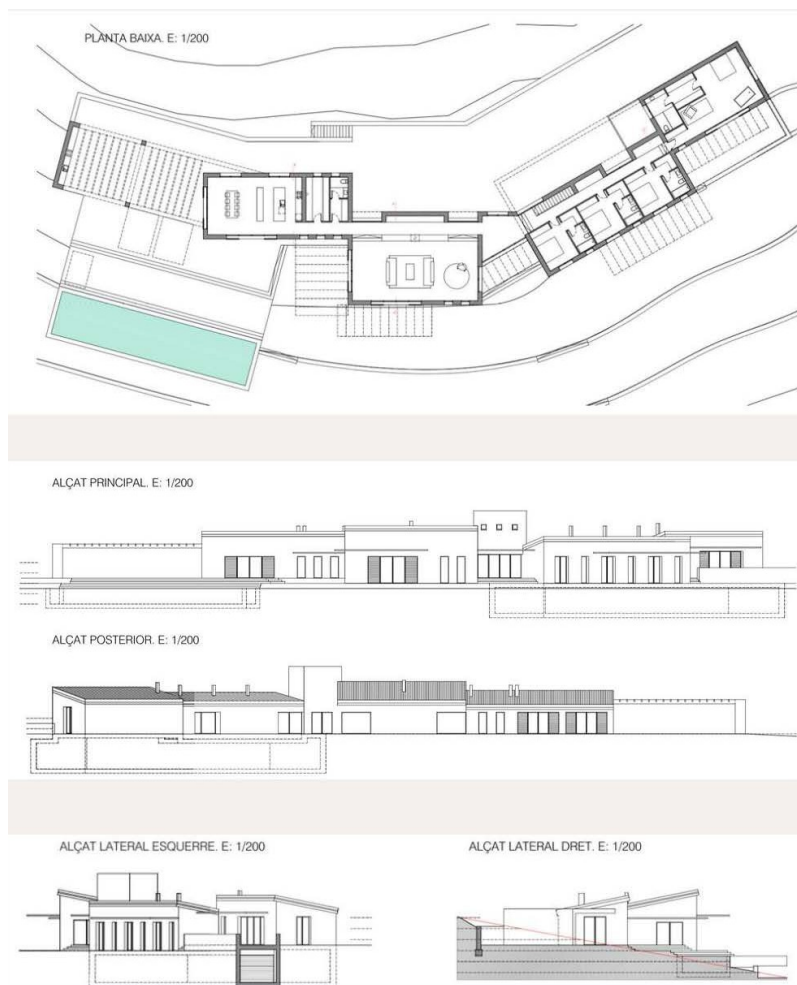 PLANTA BAIXA. E: 1/200
ALÇAT PRINCIPAL. E: 1/200
ALÇAT POSTERIOR. E: 1/200
ALÇAT LATERAL ESQUERRE. E: 1/200
ALÇAT LATERAL DRET. E: 1/200